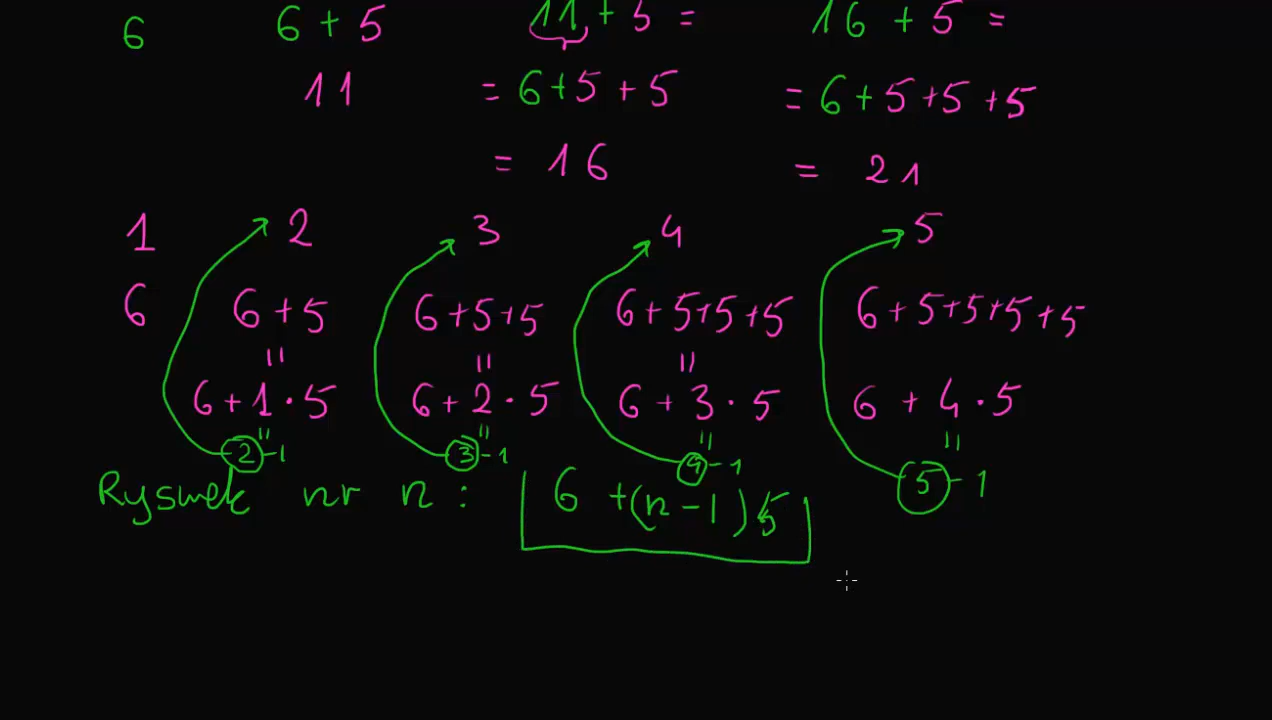 6 6 + 5 11 + 5 = 16 + 5 =
11 = 6 + 5 + 5 = 6 + 5 + 5 + 5
= 16 = 21
1 2 3 4 5
6 6 + 5 6 + 5 + 5 6 + 5 + 5 + 5 6 + 5 + 5 + 5 + 5
= = =
6 + 1 · 5 6 + 2 · 5 6 + 3 · 5 6 + 4 · 5
= = = =
2 - 1 3 - 1 4 - 1 5 - 1
Rysunek nr n : 6 + (n - 1) 5